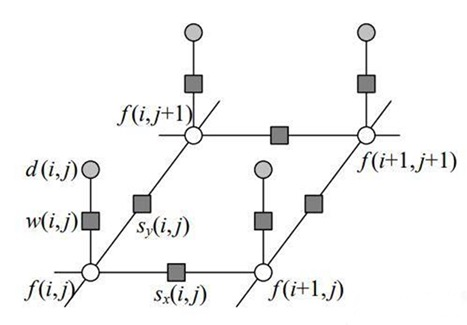 f(i, j+1)
f(i+1, j+1)
d(i, j)
w(i, j)
s_y(i, j)
f(i, j)
s_x(i, j)
f(i+1, j)